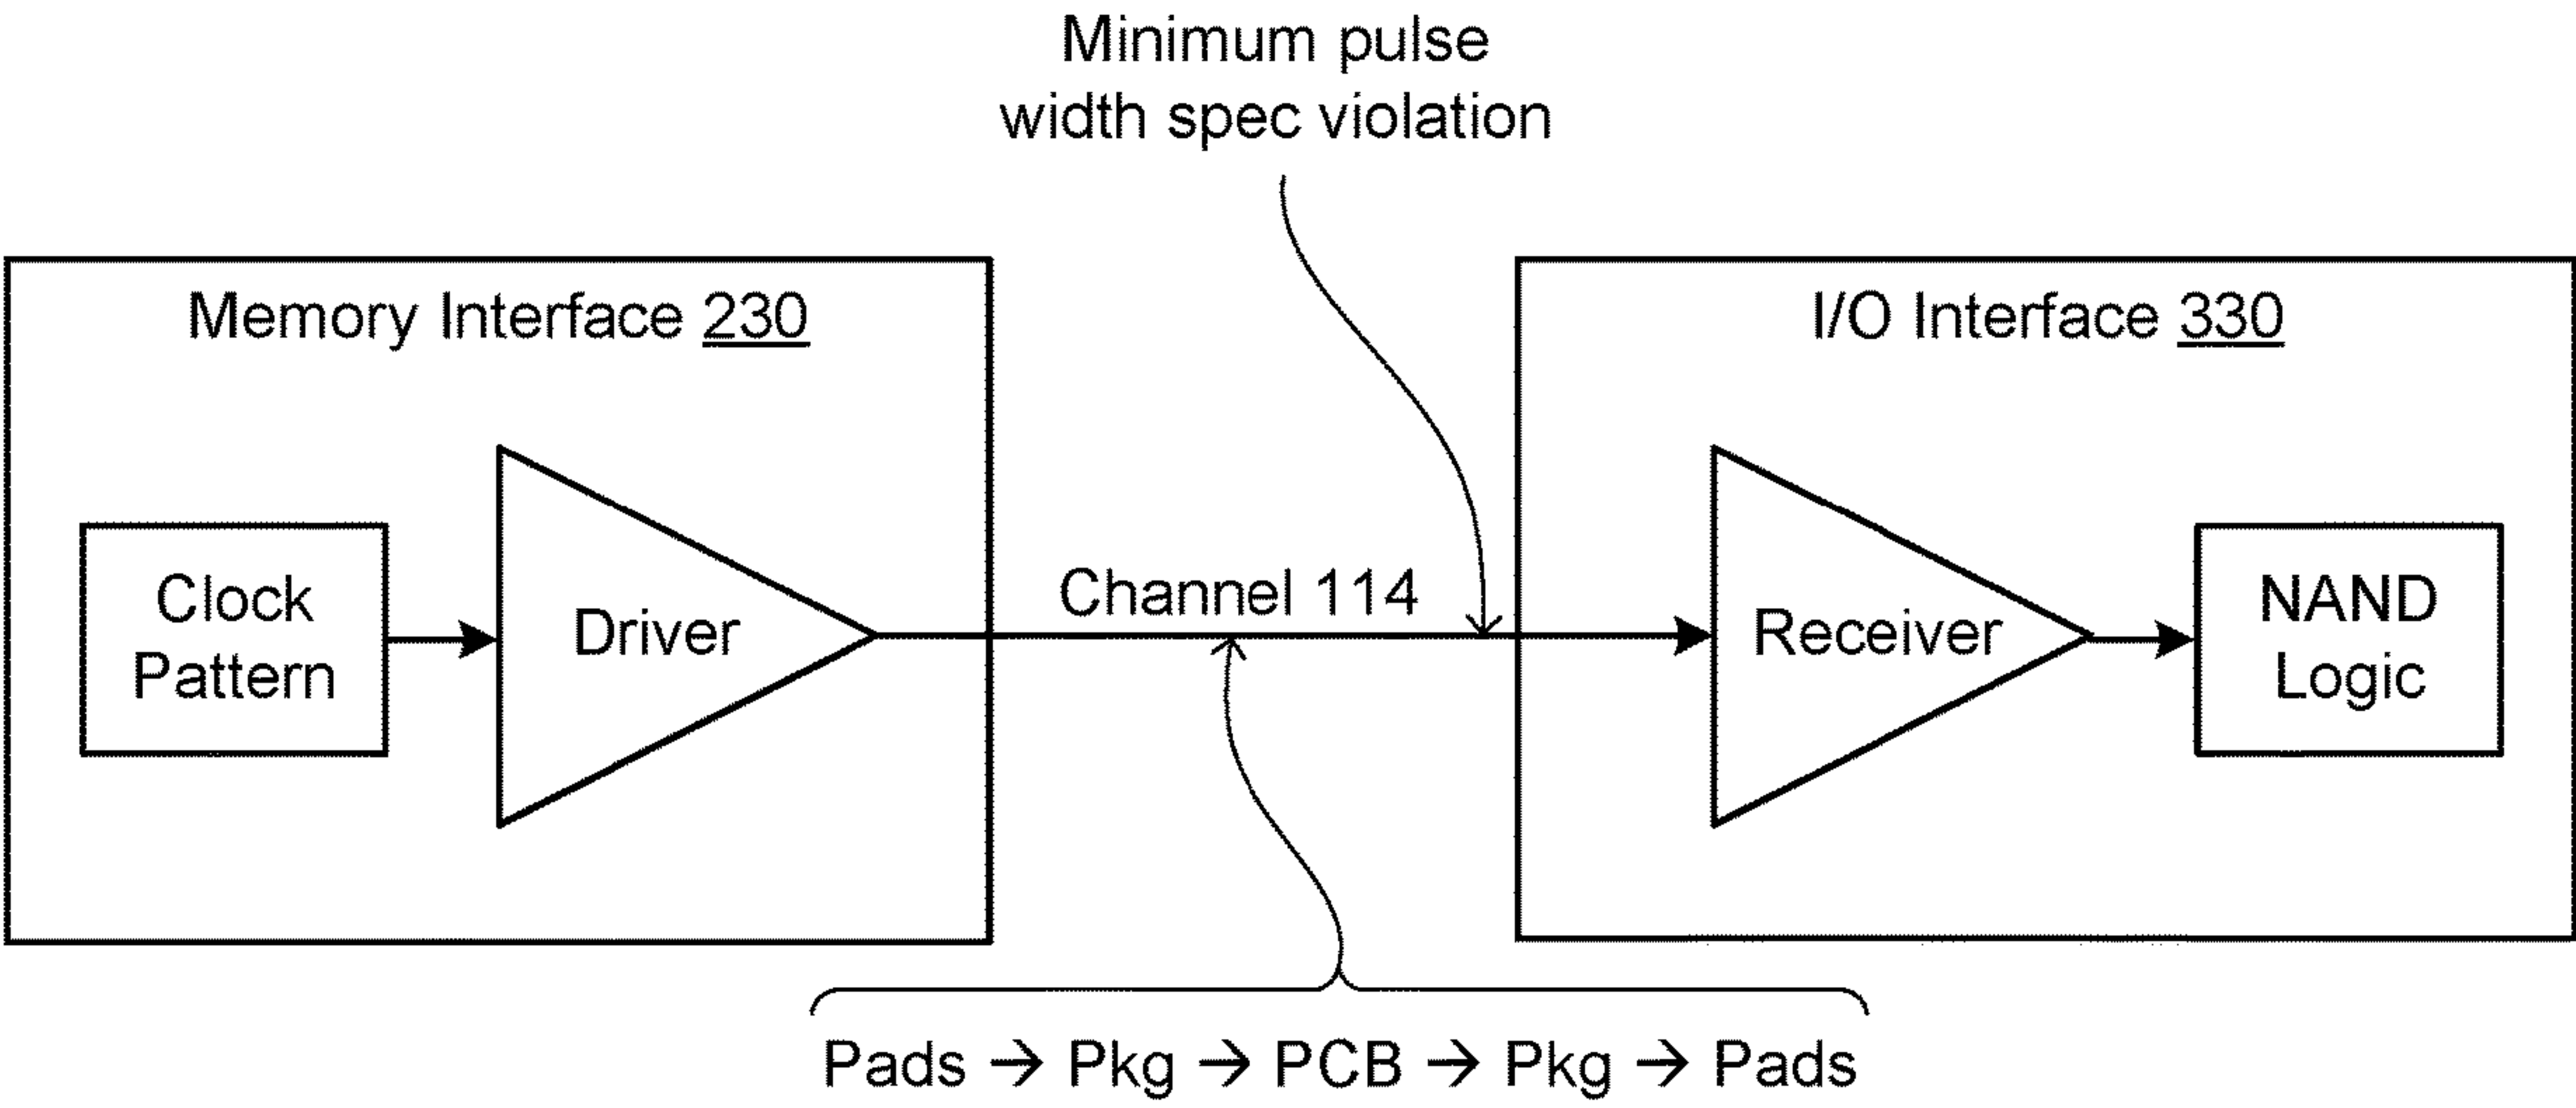 Minimum pulse
width spec violation
Memory Interface 230
I/O Interface 330
Clock
Pattern
Driver
Channel 114
Receiver
NAND
Logic
Pads → Pkg → PCB → Pkg → Pads